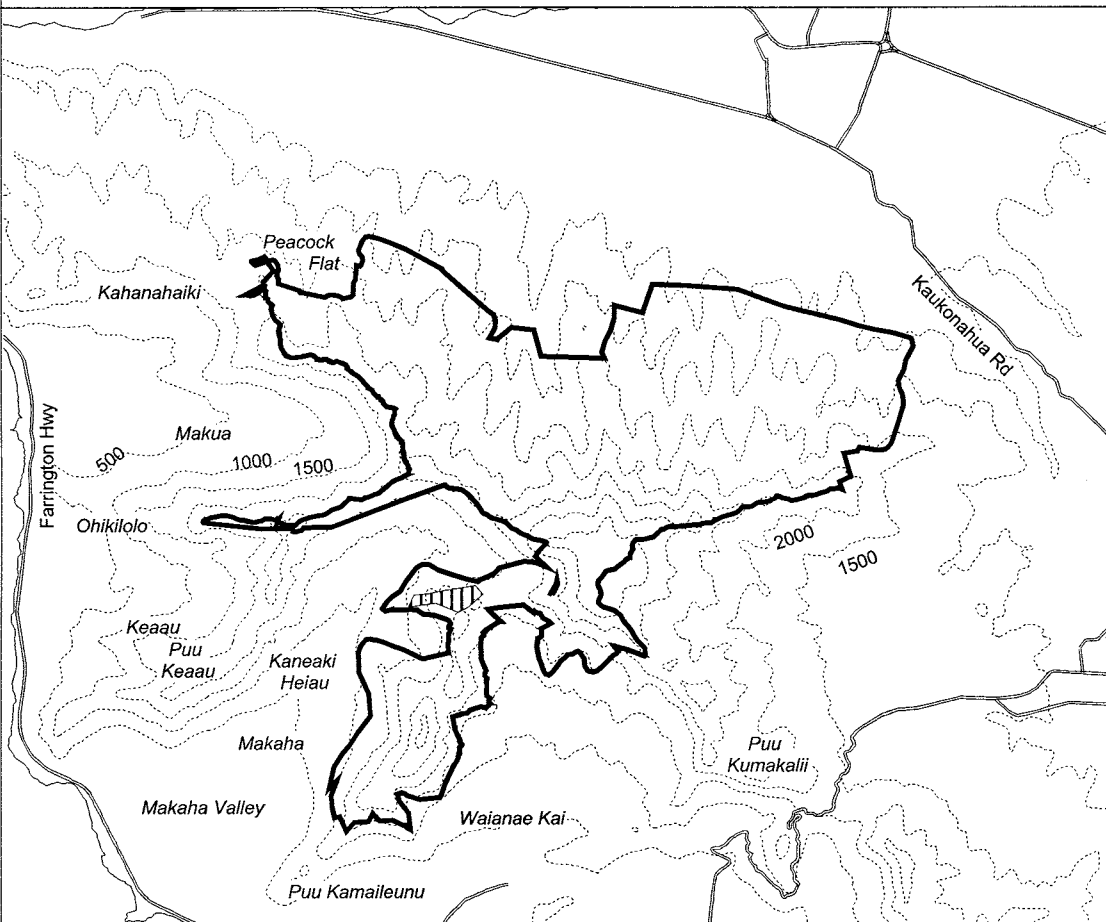 Peacock
Flat
Kahanahaiki
Kaukonahua Rd
Farrington Hwy
Makua
500
1000
1500
Ohikilolo
2000
1500
Keaau
Puu
Keaau
Kaneaki
Heiau
Makaha
Puu
Kumakalii
Makaha Valley
Waianae Kai
Puu Kamaileunu